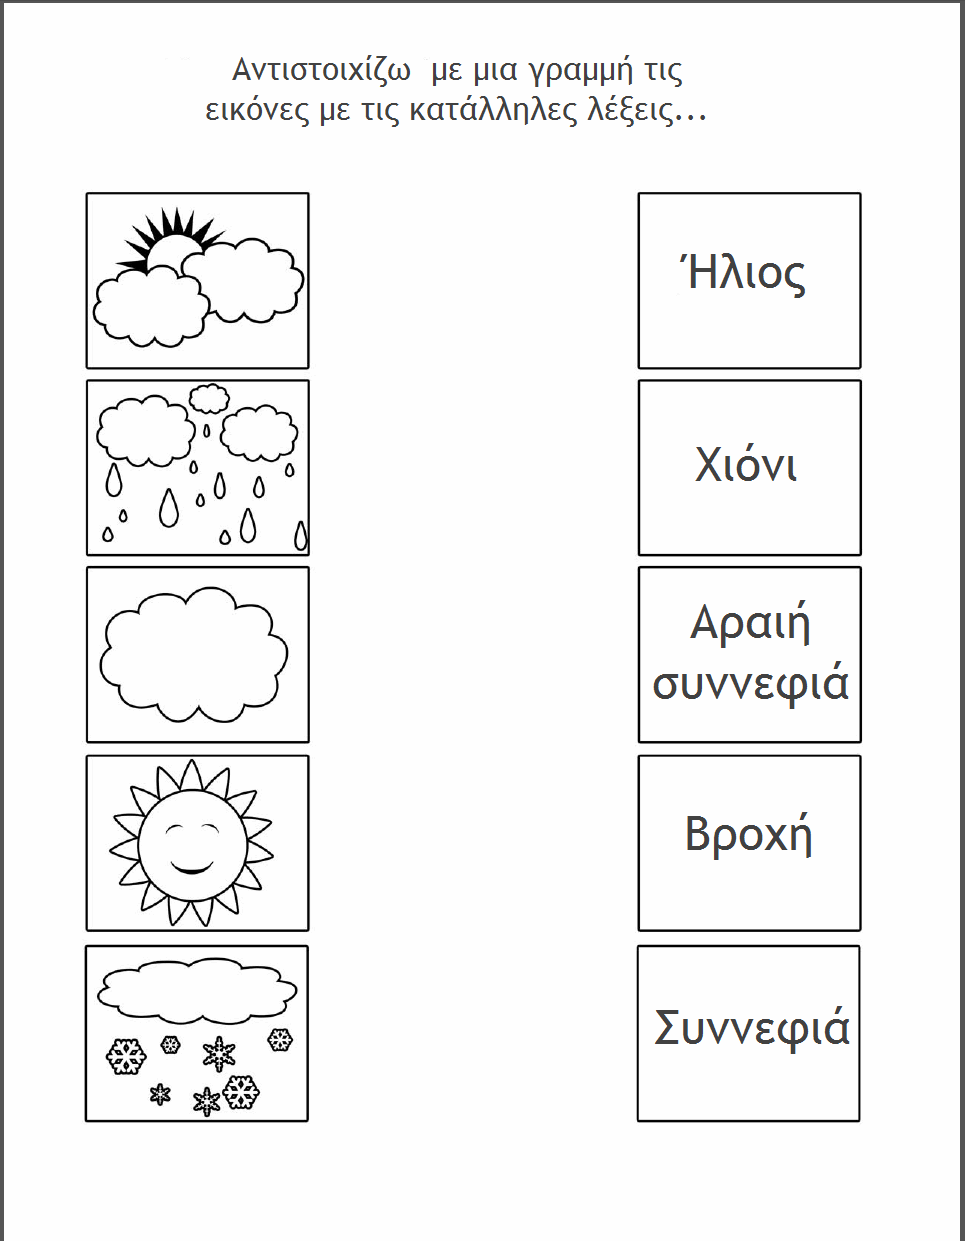 Αντιστοιχίζω με μια γραμμή τις
εικόνες με τις κατάλληλες λέξεις...
Ήλιος
Χιόνι
Αραιή
συννεφιά
Βροχή
Συννεφιά